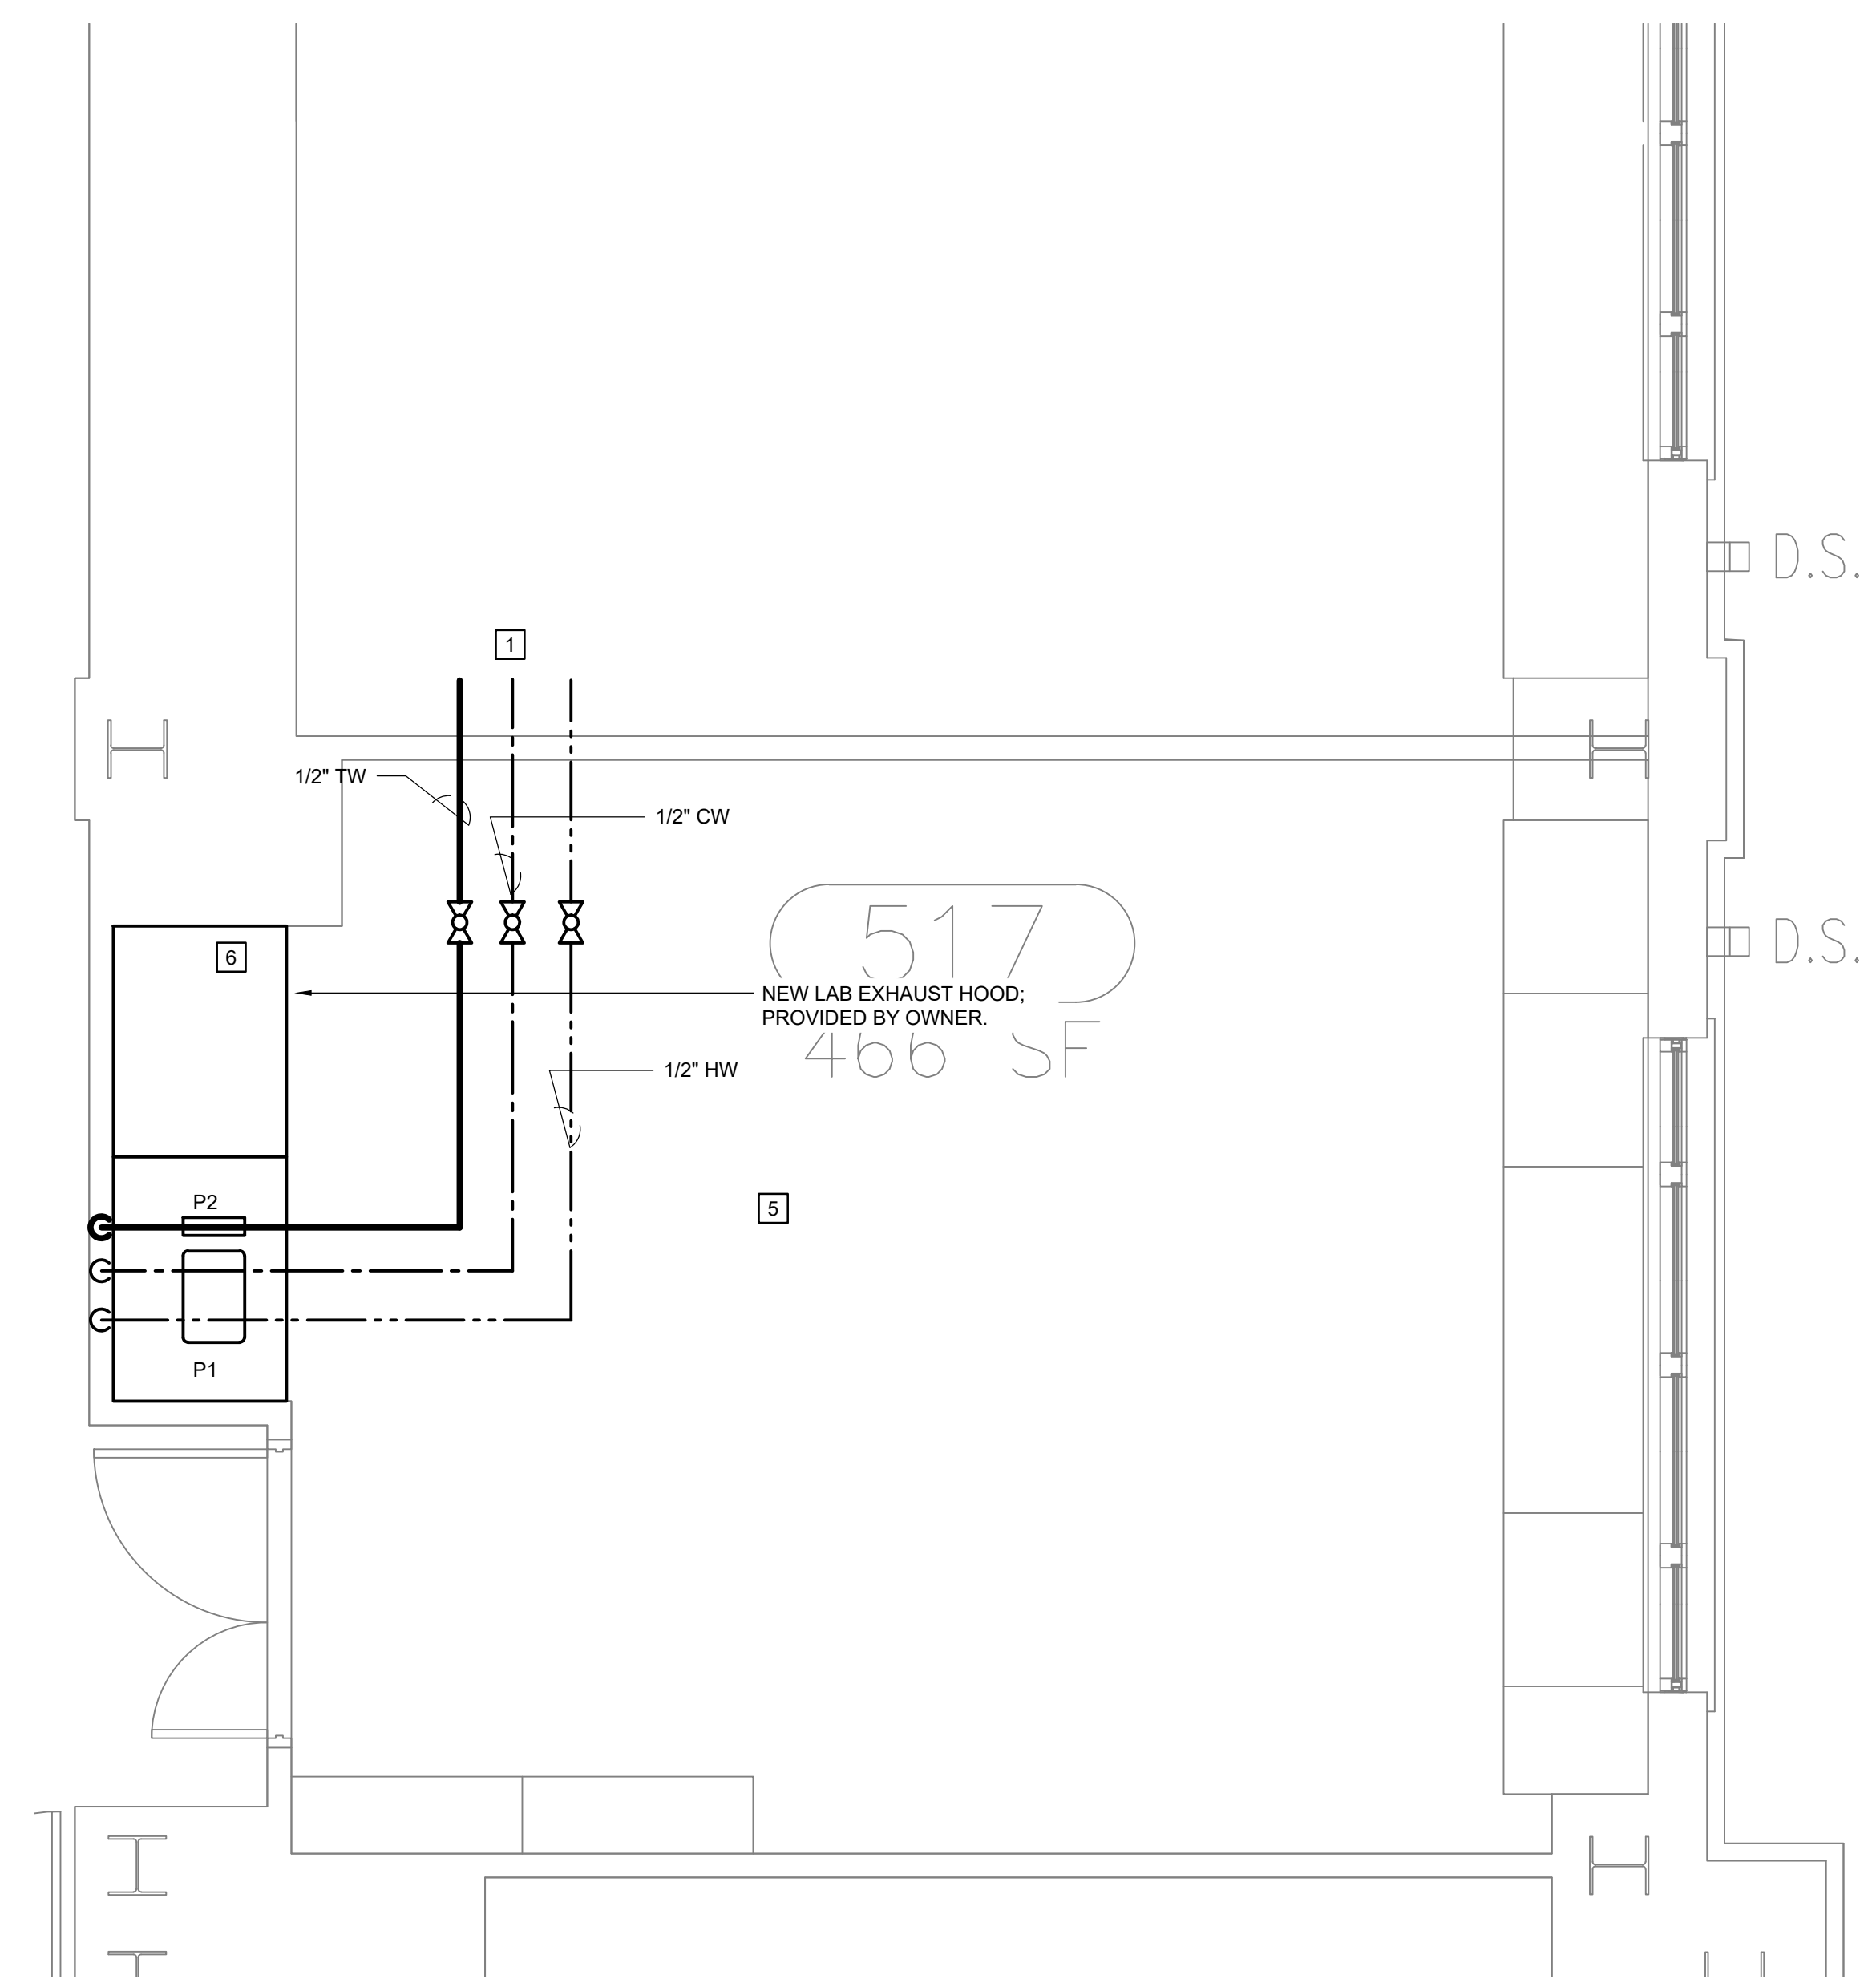 D.S.
1
1/2" TW
1/2" CW
517
D.S.
6
NEW LAB EXHAUST HOOD;
PROVIDED BY OWNER.
466 SF
1/2" HW
P2
5
P1